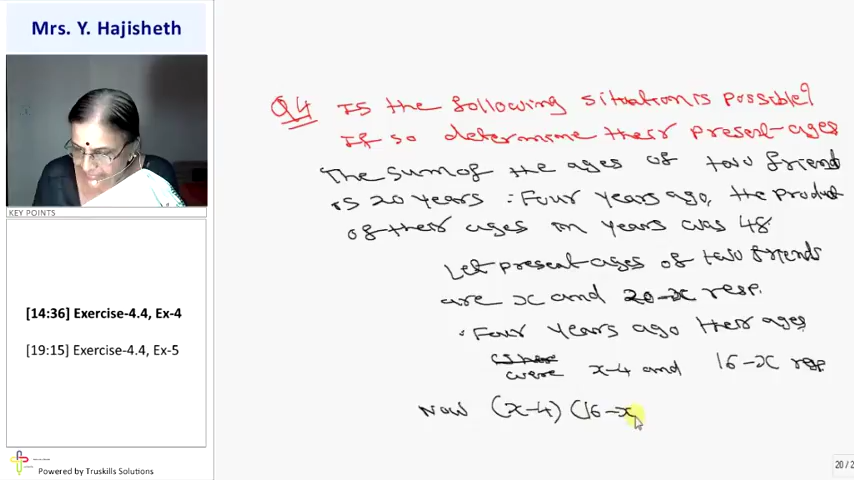 Mrs. Y. Hajisheth
KEY POINTS
[14:36] Exercise-4.4, Ex-4
[19:15] Exercise-4.4, Ex-5
Powered by Truskills Solutions
Q4 Is the following situation is possible?
If so determine their present ages
The sum of the ages of two friend
is 20 years . Four years ago, the product
of their ages in years was 48
Let present ages of two friends
are x and 20-x resp.
. Four years ago their ages
were x-4 and 16-x resp
Now (x-4) (16-x
20/2